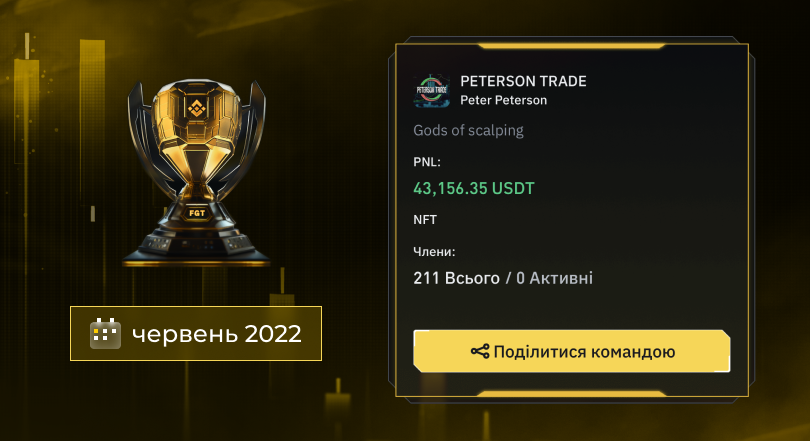 FGT
червень 2022
PETERSON TRADE
PETERSON TRADE
Peter Peterson
Gods of scalping
PNL:
43,156.35 USDT
NFT
Члени:
211 Всього / 0 Активні
Поділитися командою